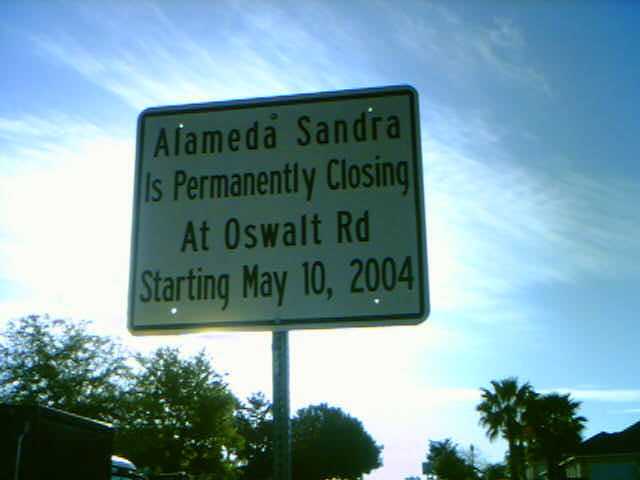 Alameda Sandra
Is Permanently Closing
At Oswalt Rd
Starting May 10, 2004